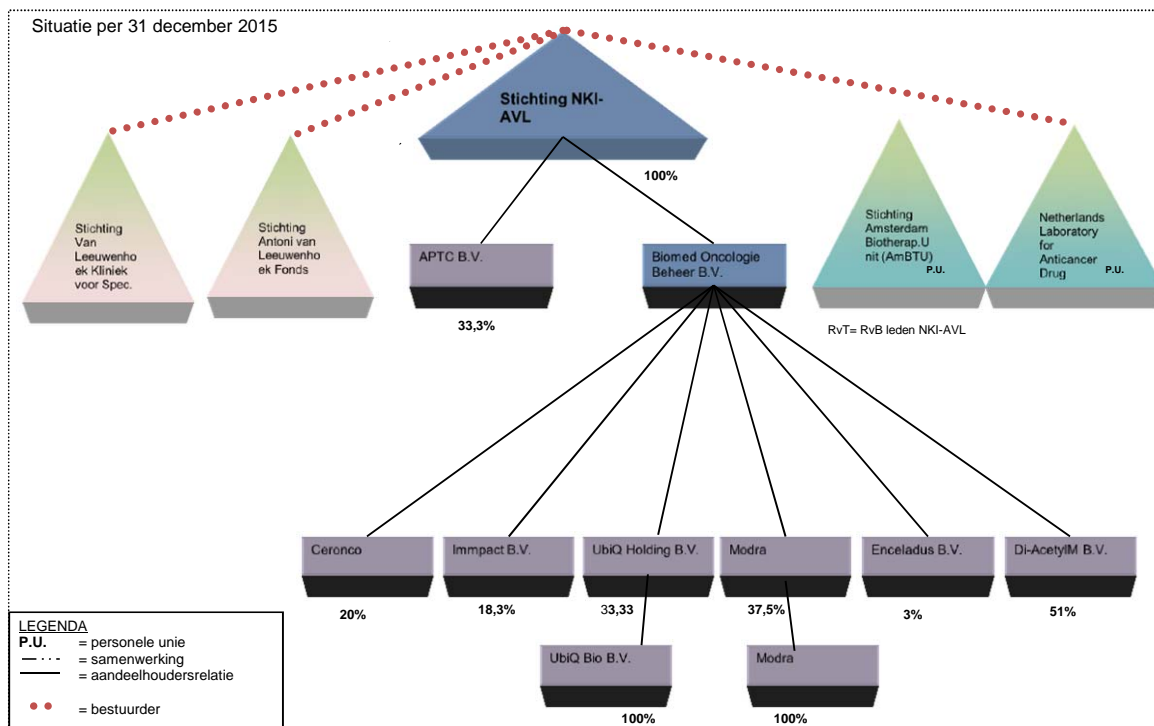 Situatie per 31 december 2015
Stichting NKI-
AVL
100%
Stichting
Van
Leeuwenho
ek Kliniek
voor Spec.
Stichting
Antoni van
Leeuwenho
ek Fonds
APTC B.V.
33,3%
Biomed Oncologie
Beheer B.V.
Stichting
Amsterdam
Biotherap.U
nit (AmBTU)
P.U.
Netherlands
Laboratory
for
Anticancer
Drug
P.U.
RvT= RvB leden NKI-AVL
Ceronco
20%
Immpact B.V.
18,3%
UbiQ Holding B.V.
33,33
Modra
37,5%
Enceladus B.V.
3%
Di-AcetylM B.V.
51%
UbiQ Bio B.V.
100%
Modra
100%
LEGENDA
P.U. = personele unie
= samenwerking
= aandeelhoudersrelatie
= bestuurder